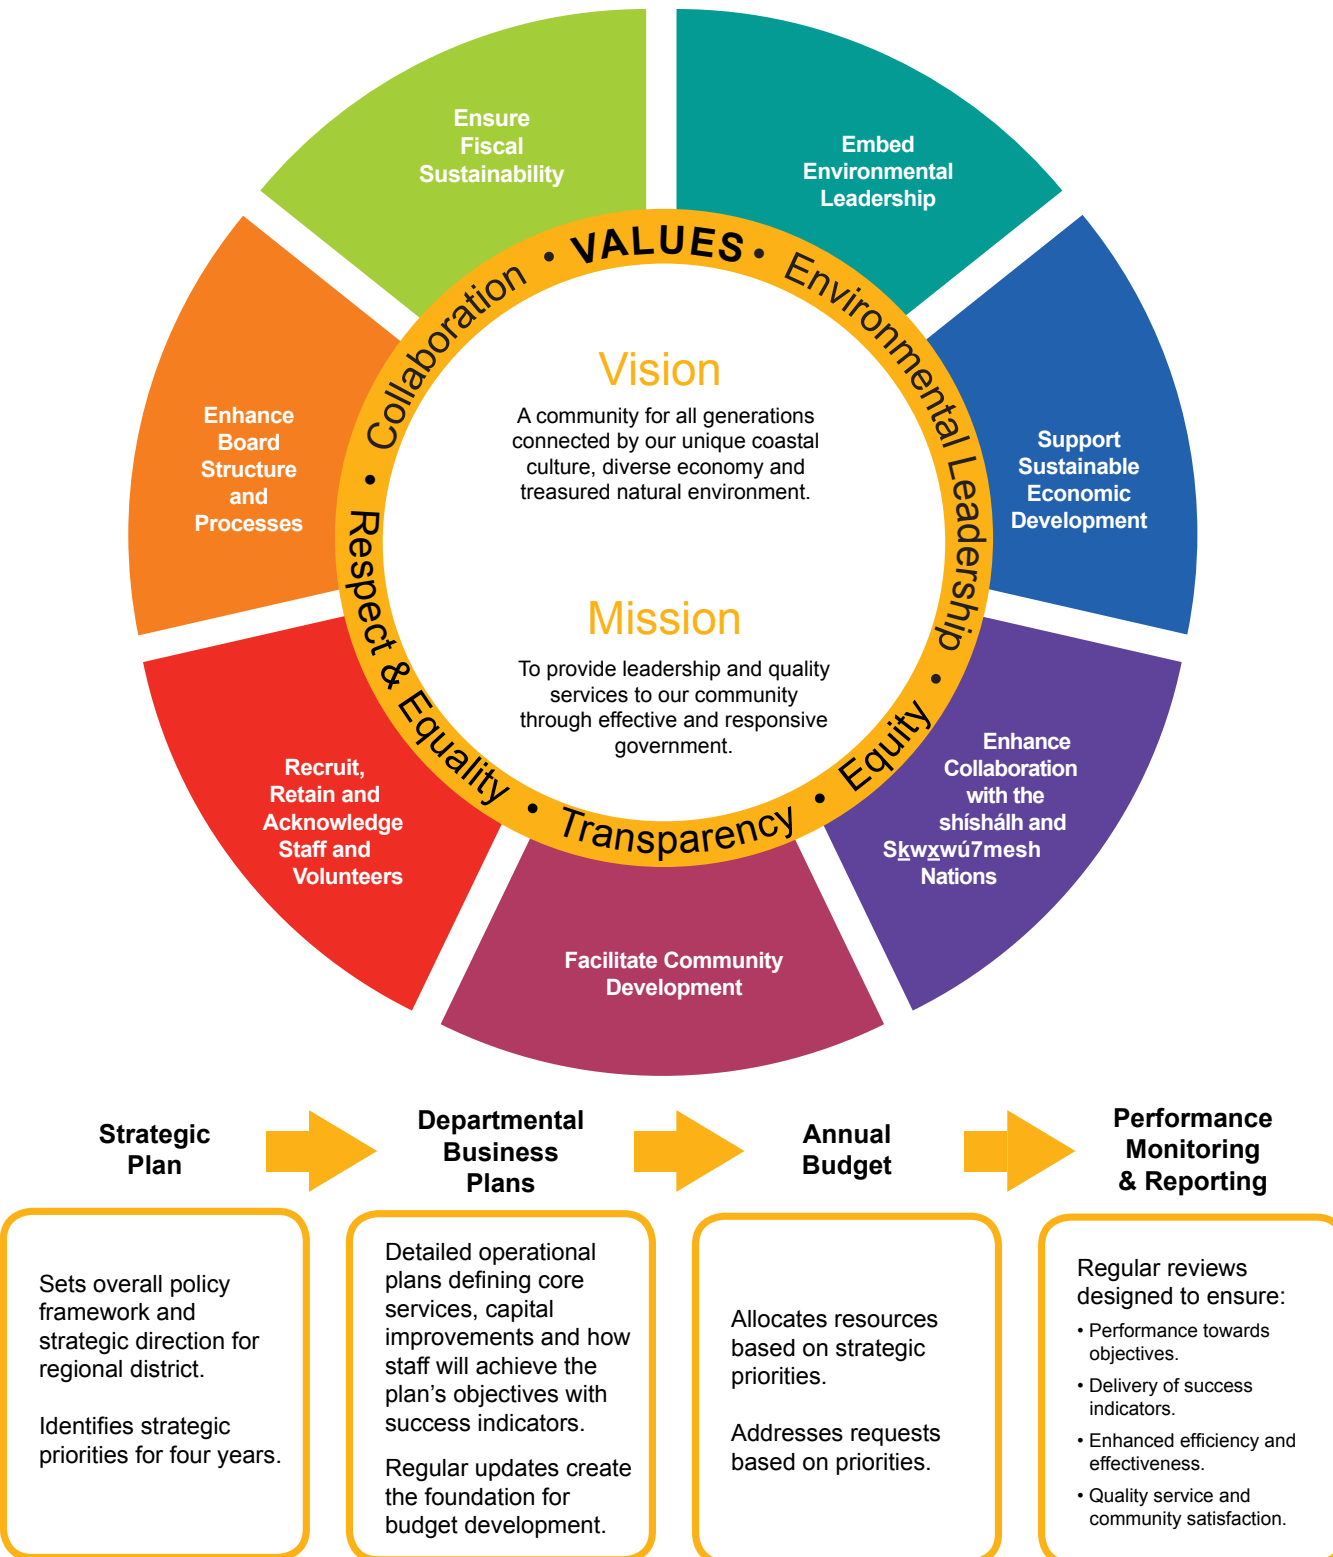 Ensure
Fiscal
Sustainability
Embed
Environmental
Leadership
Support
Sustainable
Economic
Development
Enhance
Collaboration
with the
shíshálh and
Sḵwx̱wú7mesh
Nations
Facilitate Community
Development
Recruit,
Retain and
Acknowledge
Staff and
Volunteers
Enhance
Board
Structure
and
Processes
• VALUES • Environmental Leadership • Equity • Transparency • Respect & Equality • Collaboration
Vision
A community for all generations
connected by our unique coastal
culture, diverse economy and
treasured natural environment.
Mission
To provide leadership and quality
services to our community
through effective and responsive
government.
Strategic
Plan
Sets overall policy
framework and
strategic direction for
regional district.
Identifies strategic
priorities for four years.
Departmental
Business
Plans
Detailed operational
plans defining core
services, capital
improvements and how
staff will achieve the
plan’s objectives with
success indicators.
Regular updates create
the foundation for
budget development.
Annual
Budget
Allocates resources
based on strategic
priorities.
Addresses requests
based on priorities.
Performance
Monitoring
& Reporting
Regular reviews
designed to ensure:
• Performance towards
objectives.
• Delivery of success
indicators.
• Enhanced efficiency and
effectiveness.
• Quality service and
community satisfaction.